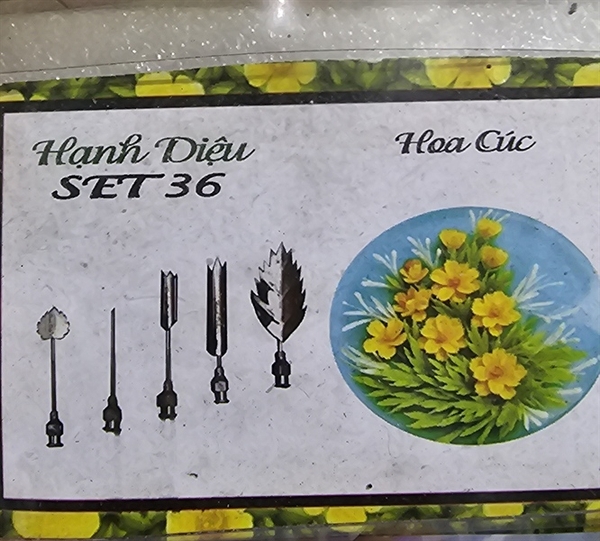 Hạnh Diệu
SET 36
Hoa Cúc